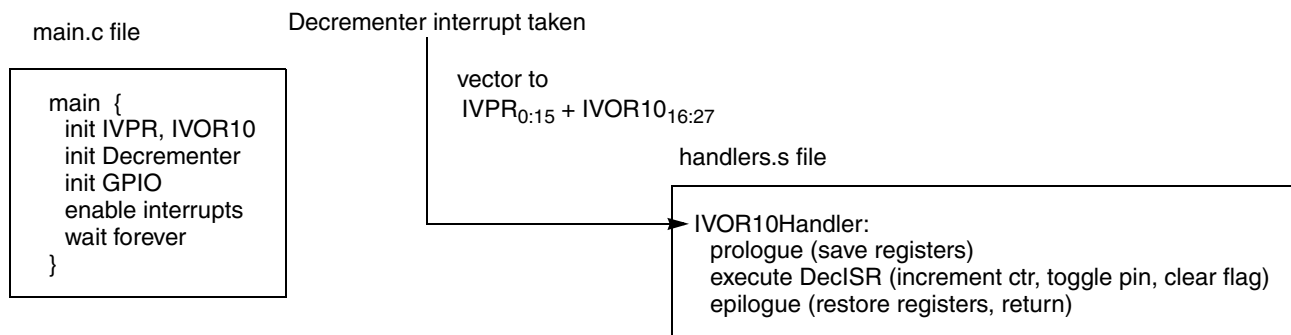 main.c file
Decrementer interrupt taken
main {
init IVPR, IVOR10
init Decrementer
init GPIO
enable interrupts
wait forever
}
vector to
IVPR0:15 + IVOR1016:27
handlers.s file
IVOR10Handler:
prologue (save registers)
execute DecISR (increment ctr, toggle pin, clear flag)
epilogue (restore registers, return)